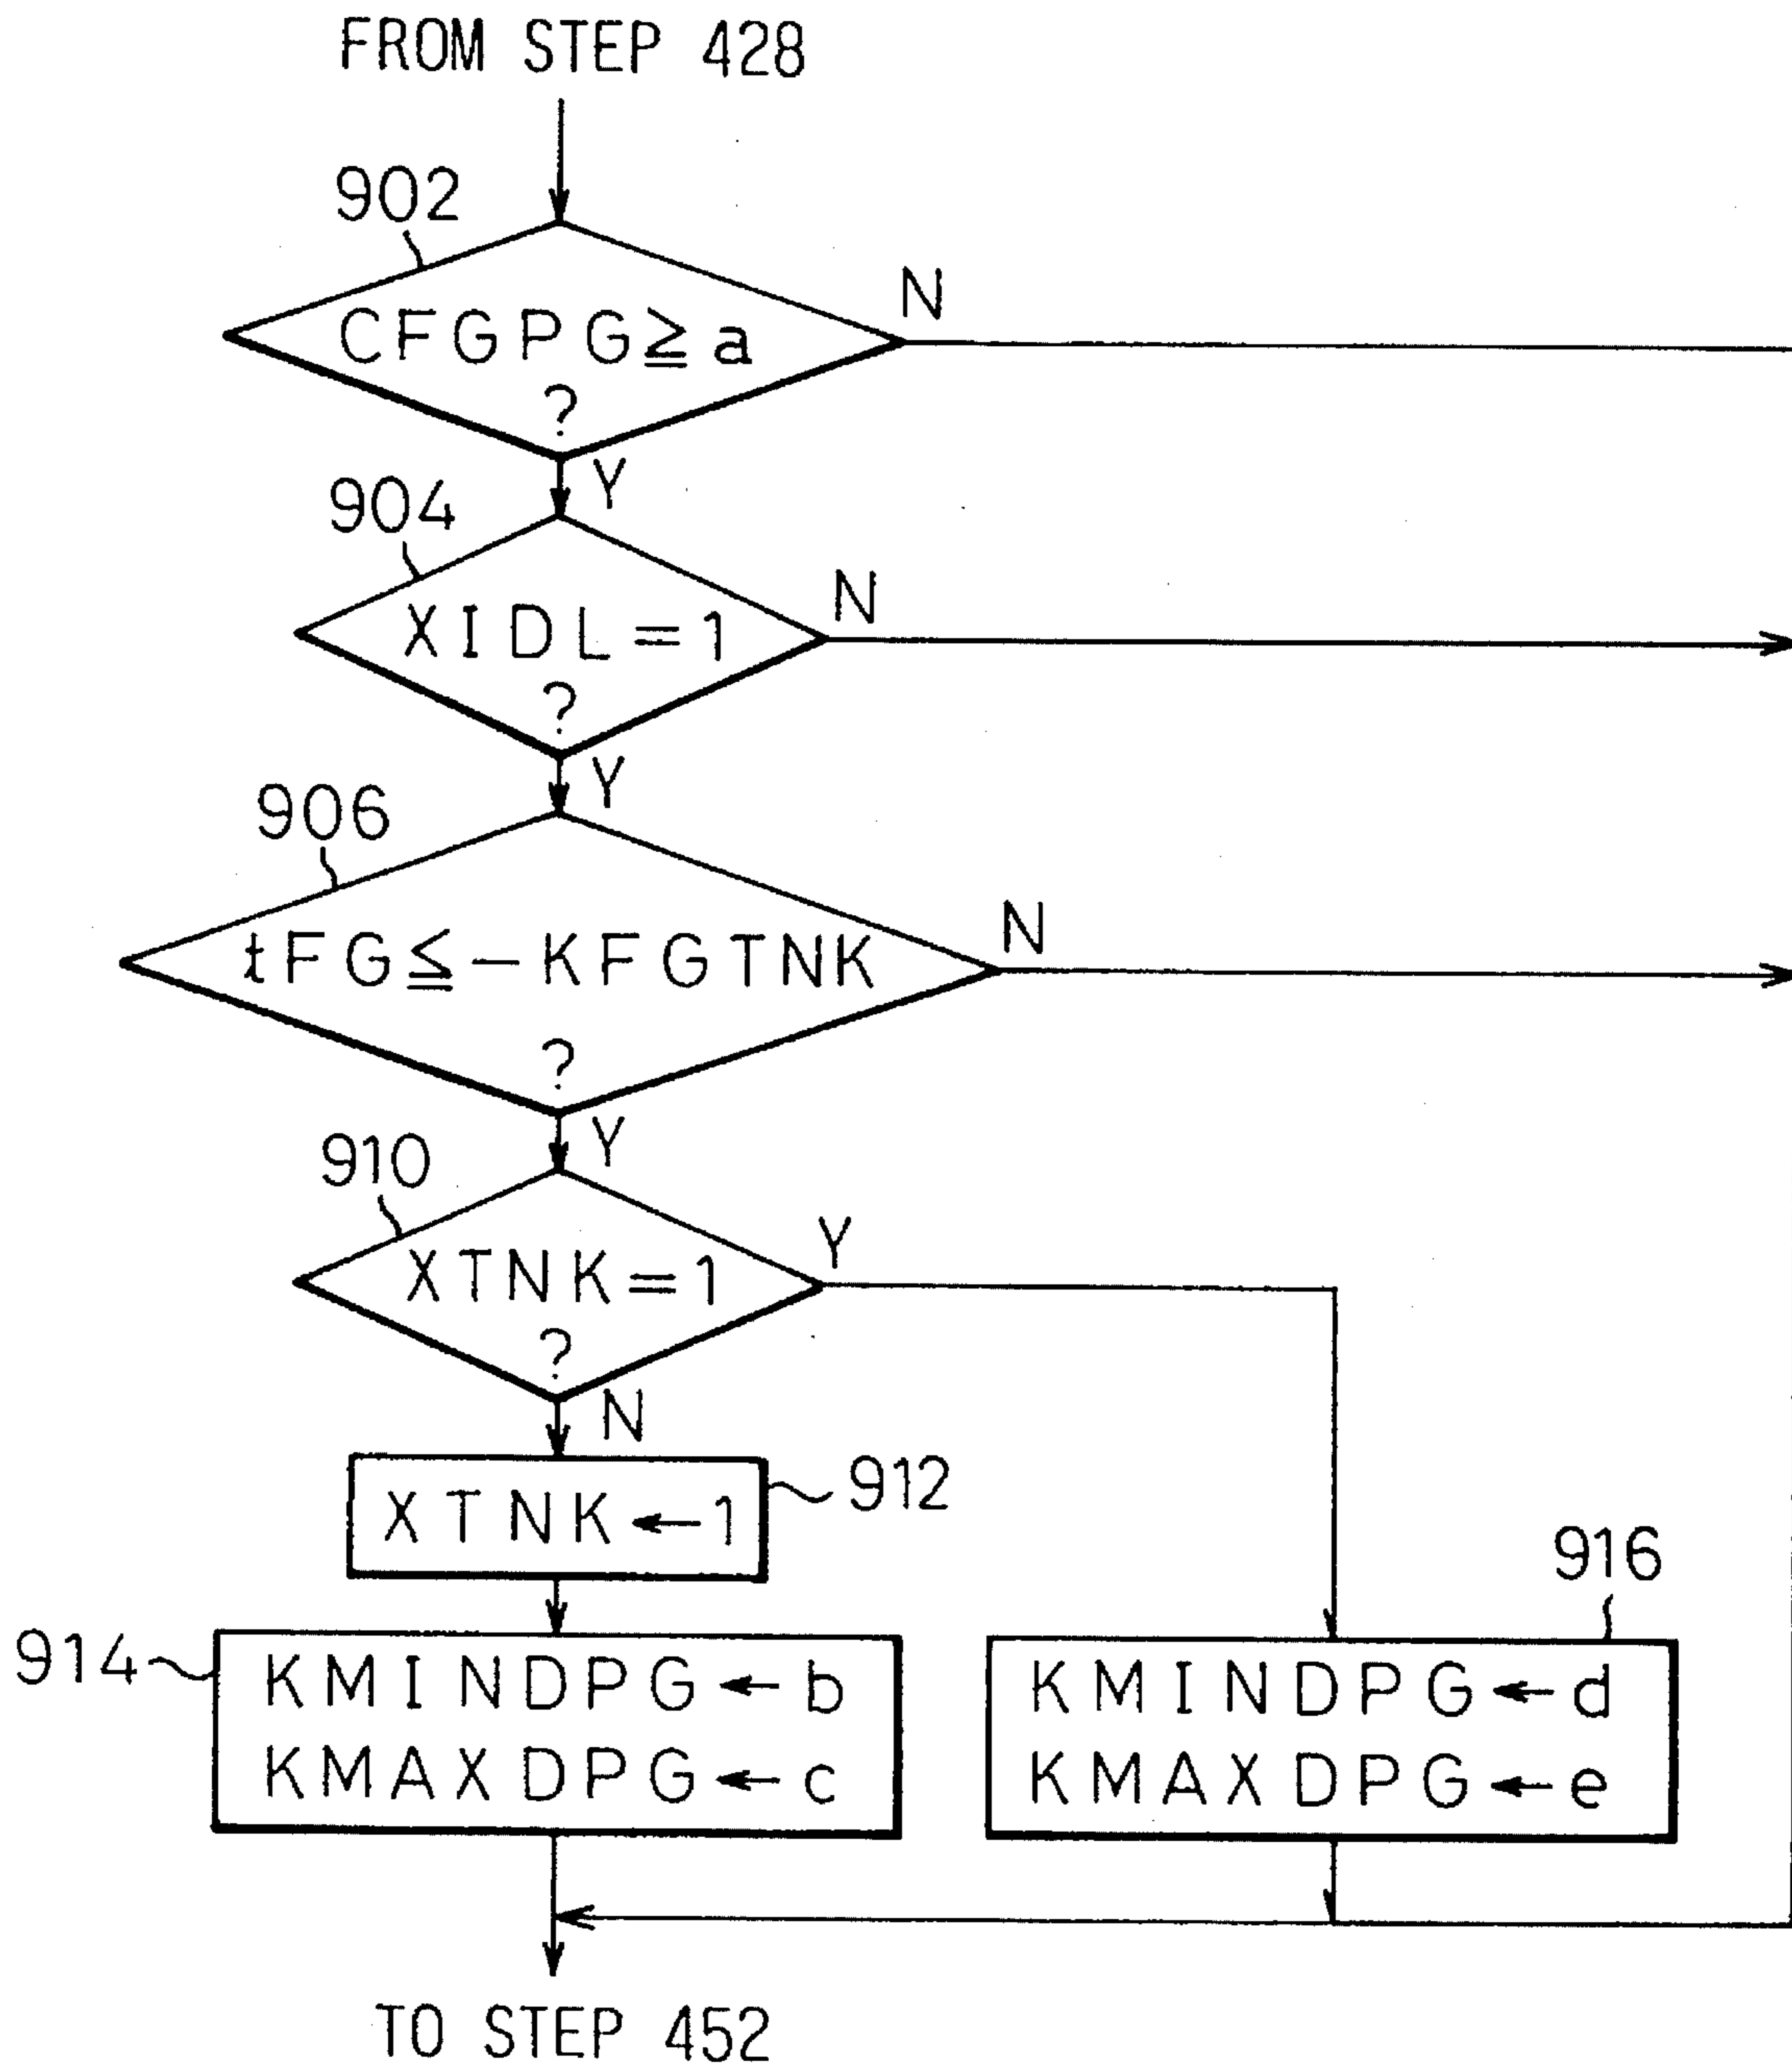 FROM STEP 428
902
CFGPG≧a
?
N
Y
904
XIDL=1
?
N
Y
906
tFG≦-KFGTNK
?
N
Y
910
XTNK=1
?
Y
N
912
XTNK←1
914
KMINDPG←b
KMAXDPG←c
916
KMINDPG←d
KMAXDPG←e
TO STEP 452